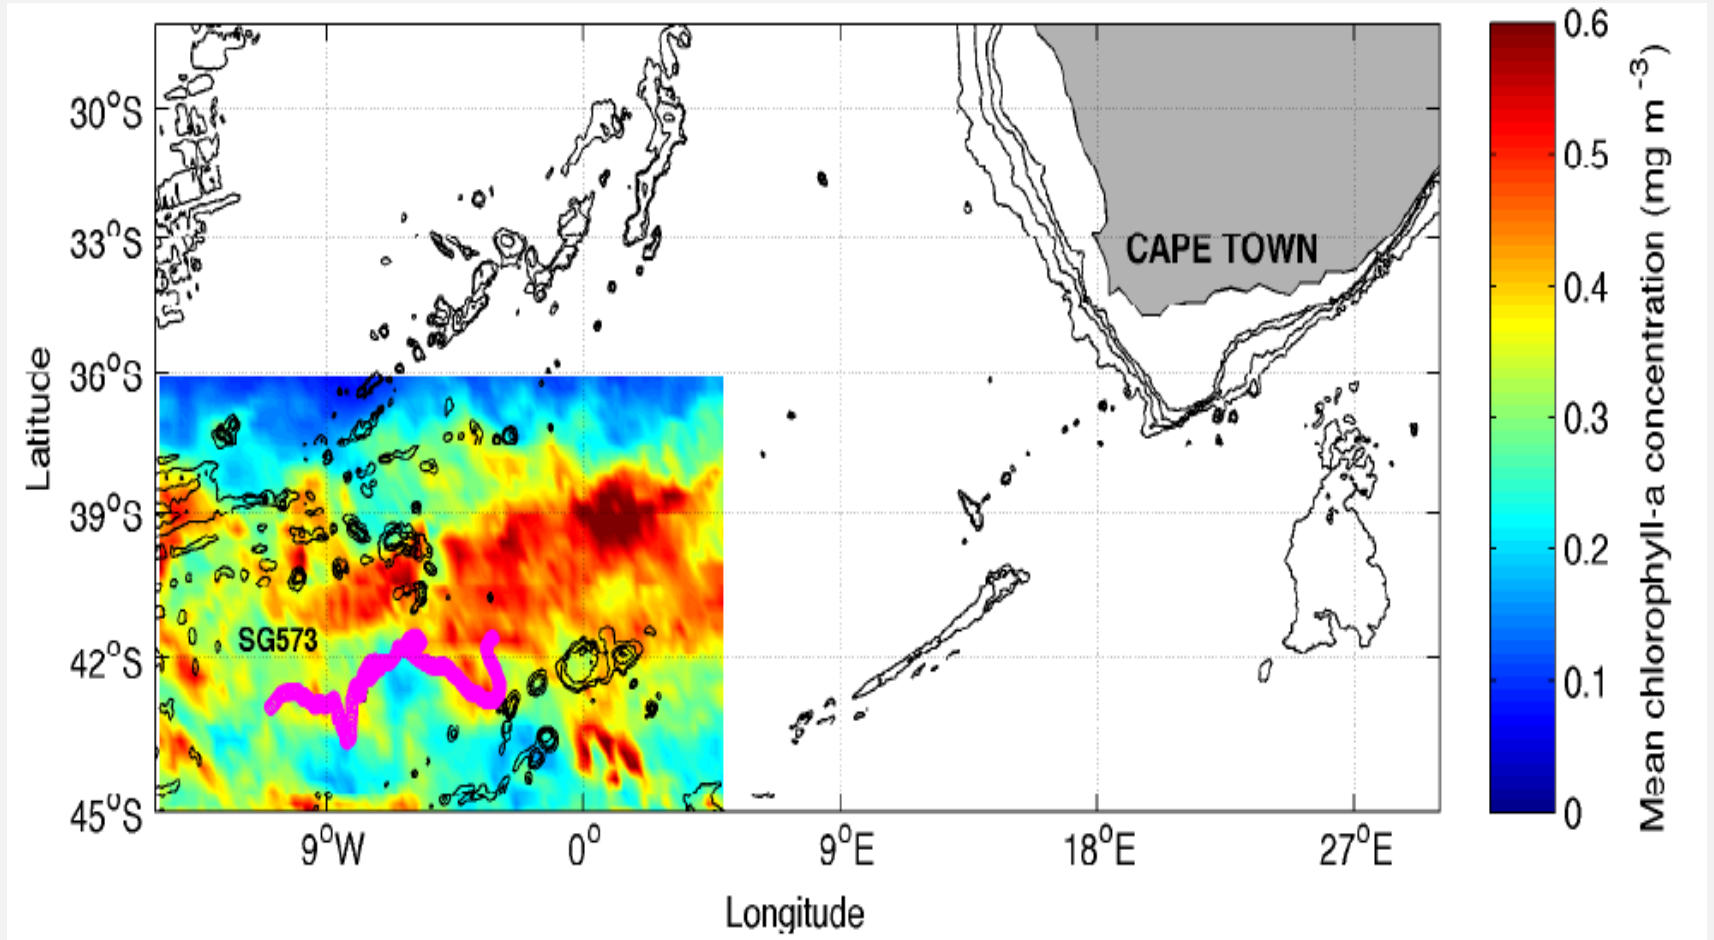 30°S
33°S
36°S
39°S
42°S
45°S
Latitude
CAPE TOWN
SG573
9°W
0°
9°E
18°E
27°E
Longitude
0.6
0.5
0.4
0.3
0.2
0.1
0
Mean chlorophyll-a concentration (mg m⁻³)